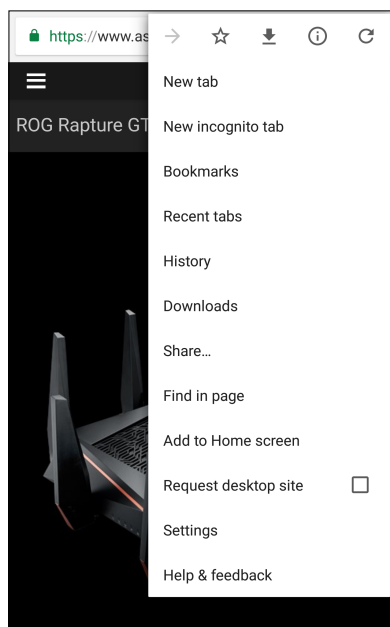 https://www.as
ROG Rapture GT
New tab
New incognito tab
Bookmarks
Recent tabs
History
Downloads
Share...
Find in page
Add to Home screen
Request desktop site
Settings
Help & feedback